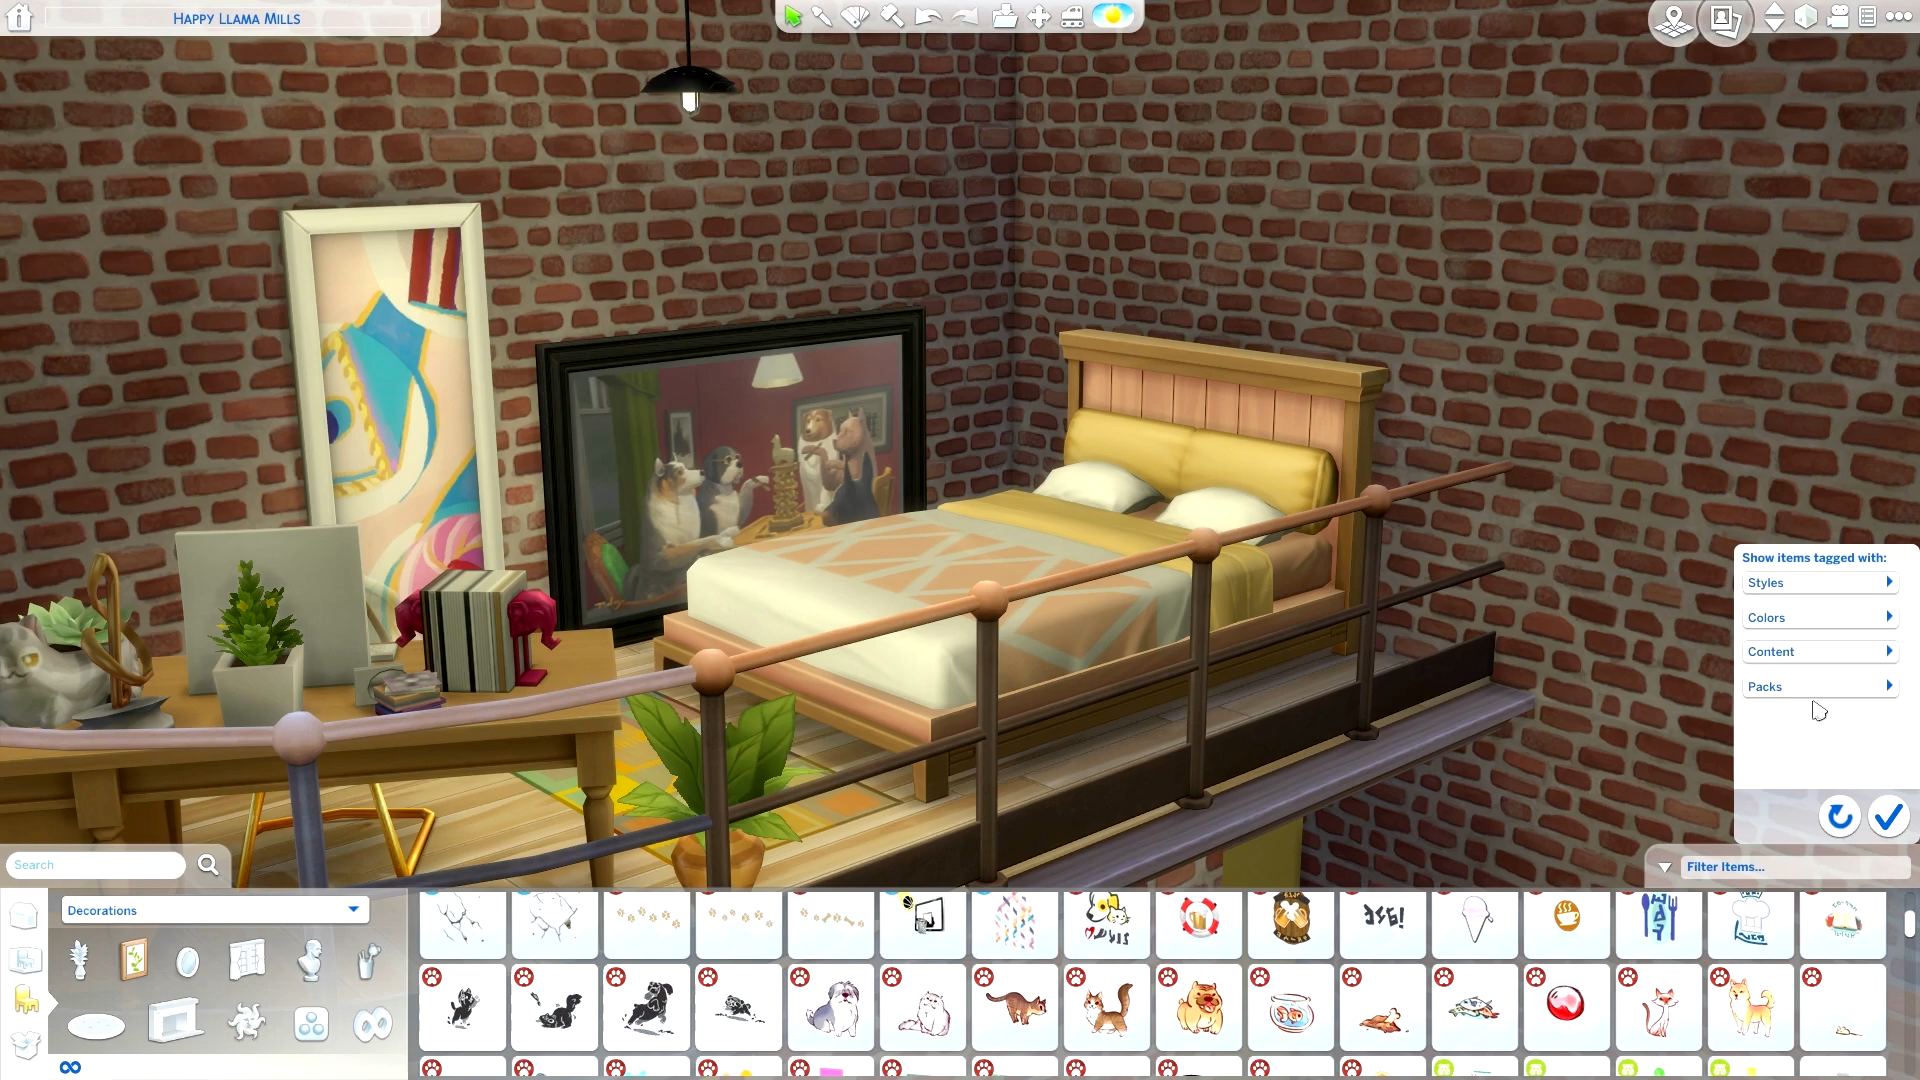 Happy Llama Mills
Show items tagged with:
Styles
Colors
Content
Packs
Search
Filter Items...
Decorations